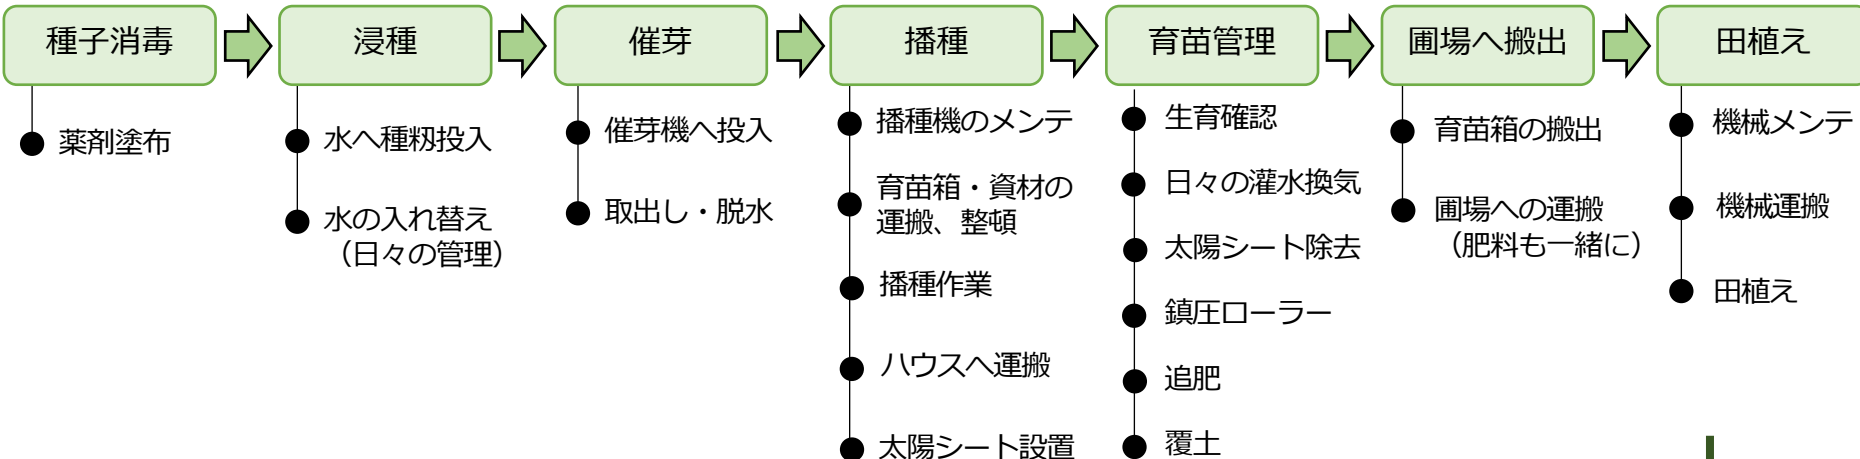 種子消毒
浸種
催芽
播種
育苗管理
圃場へ搬出
田植え
薬剤塗布
水へ種籾投入
水の入れ替え
（日々の管理）
催芽機へ投入
取出し・脱水
播種機のメンテ
育苗箱・資材の
運搬、整頓
播種作業
ハウスへ運搬
太陽シート設置
生育確認
日々の灌水換気
太陽シート除去
鎮圧ローラー
追肥
覆土
育苗箱の搬出
圃場への運搬
（肥料も一緒に）
機械メンテ
機械運搬
田植え